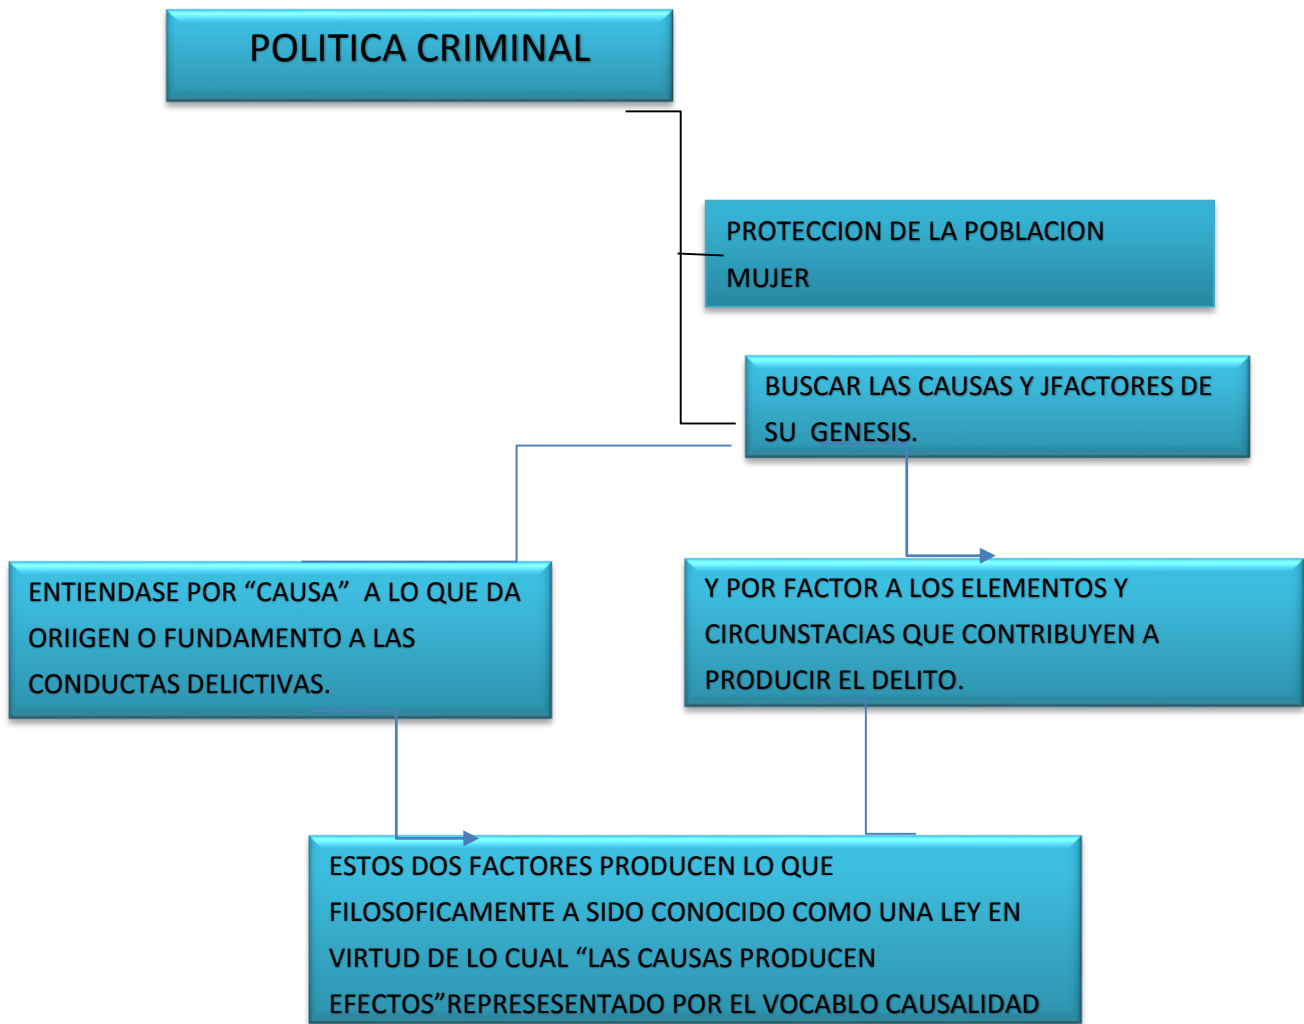 POLITICA CRIMINAL
PROTECCION DE LA POBLACION
MUJER
BUSCAR LAS CAUSAS Y JFACTORES DE
SU GENESIS.
ENTIENDASE POR “CAUSA” A LO QUE DA
ORIIGEN O FUNDAMENTO A LAS
CONDUCTAS DELICTIVAS.
Y POR FACTOR A LOS ELEMENTOS Y
CIRCUNSTACIAS QUE CONTRIBUYEN A
PRODUCIR EL DELITO.
ESTOS DOS FACTORES PRODUCEN LO QUE
FILOSOFICAMENTE A SIDO CONOCIDO COMO UNA LEY EN
VIRTUD DE LO CUAL “LAS CAUSAS PRODUCEN
EFECTOS”REPRESESENTADO POR EL VOCABLO CAUSALIDAD